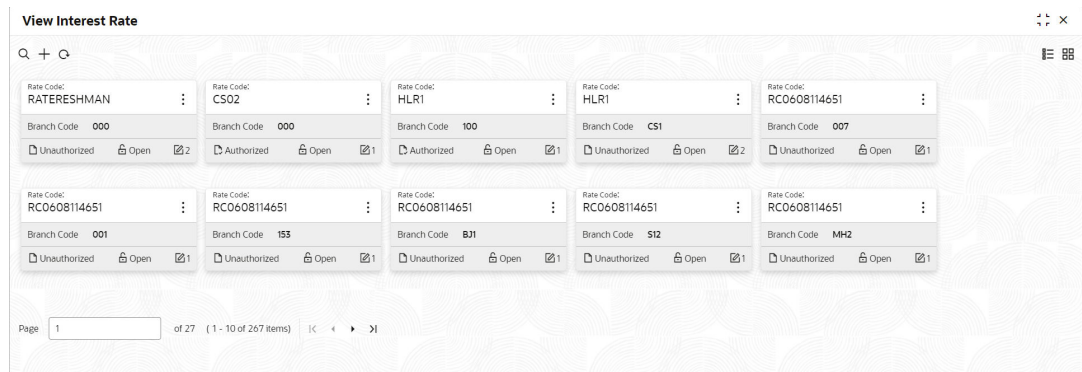 View Interest Rate
Rate Code: Rate Code: Rate Code: Rate Code: Rate Code:
RATERESHMAN CS02 HLR1 HLR1 RC0608114651
Branch Code 000 Branch Code 000 Branch Code 100 Branch Code CS1 Branch Code 007
Unauthorized Open 2 Authorized Open 1 Authorized Open 1 Unauthorized Open 2 Unauthorized Open 1
Rate Code: Rate Code: Rate Code: Rate Code: Rate Code:
RC0608114651 RC0608114651 RC0608114651 RC0608114651 RC0608114651
Branch Code 001 Branch Code 153 Branch Code BJ1 Branch Code S12 Branch Code MH2
Unauthorized Open 1 Unauthorized Open 1 Unauthorized Open 1 Unauthorized Open 1 Unauthorized Open 1
Page 1 of 27 ( 1 - 10 of 267 items)